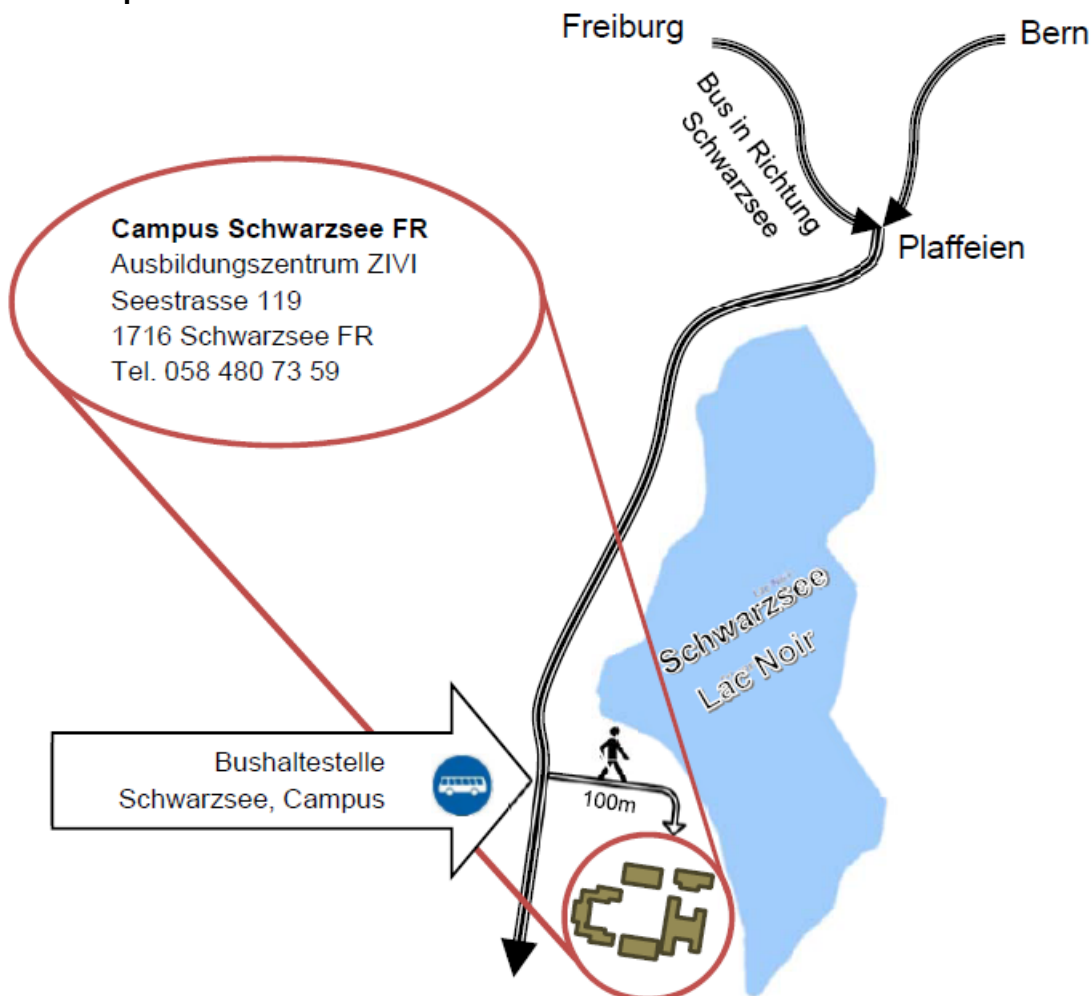 Freiburg
Bern
Bus in Richtung
Schwarzsee
Plaffeien
Campus Schwarzsee FR
Ausbildungszentrum ZIVI
Seestrasse 119
1716 Schwarzsee FR
Tel. 058 480 73 59
Schwarzsee
Lac Noir
Bushaltestelle
Schwarzsee, Campus
100m